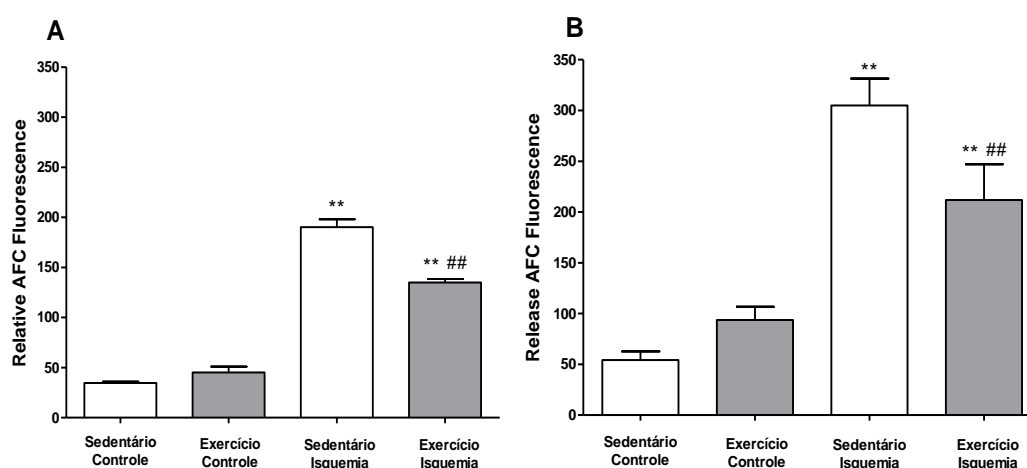 A
Relative AFC Fluorescence
350
300
250
200
150
100
50
0
**
** ##
Sedentário
Controle
Exercício
Controle
Sedentário
Isquemia
Exercício
Isquemia
B
Release AFC Fluorescence
350
300
250
200
150
100
50
0
**
** ##
Sedentário
Controle
Exercício
Controle
Sedentário
Isquemia
Exercício
Isquemia